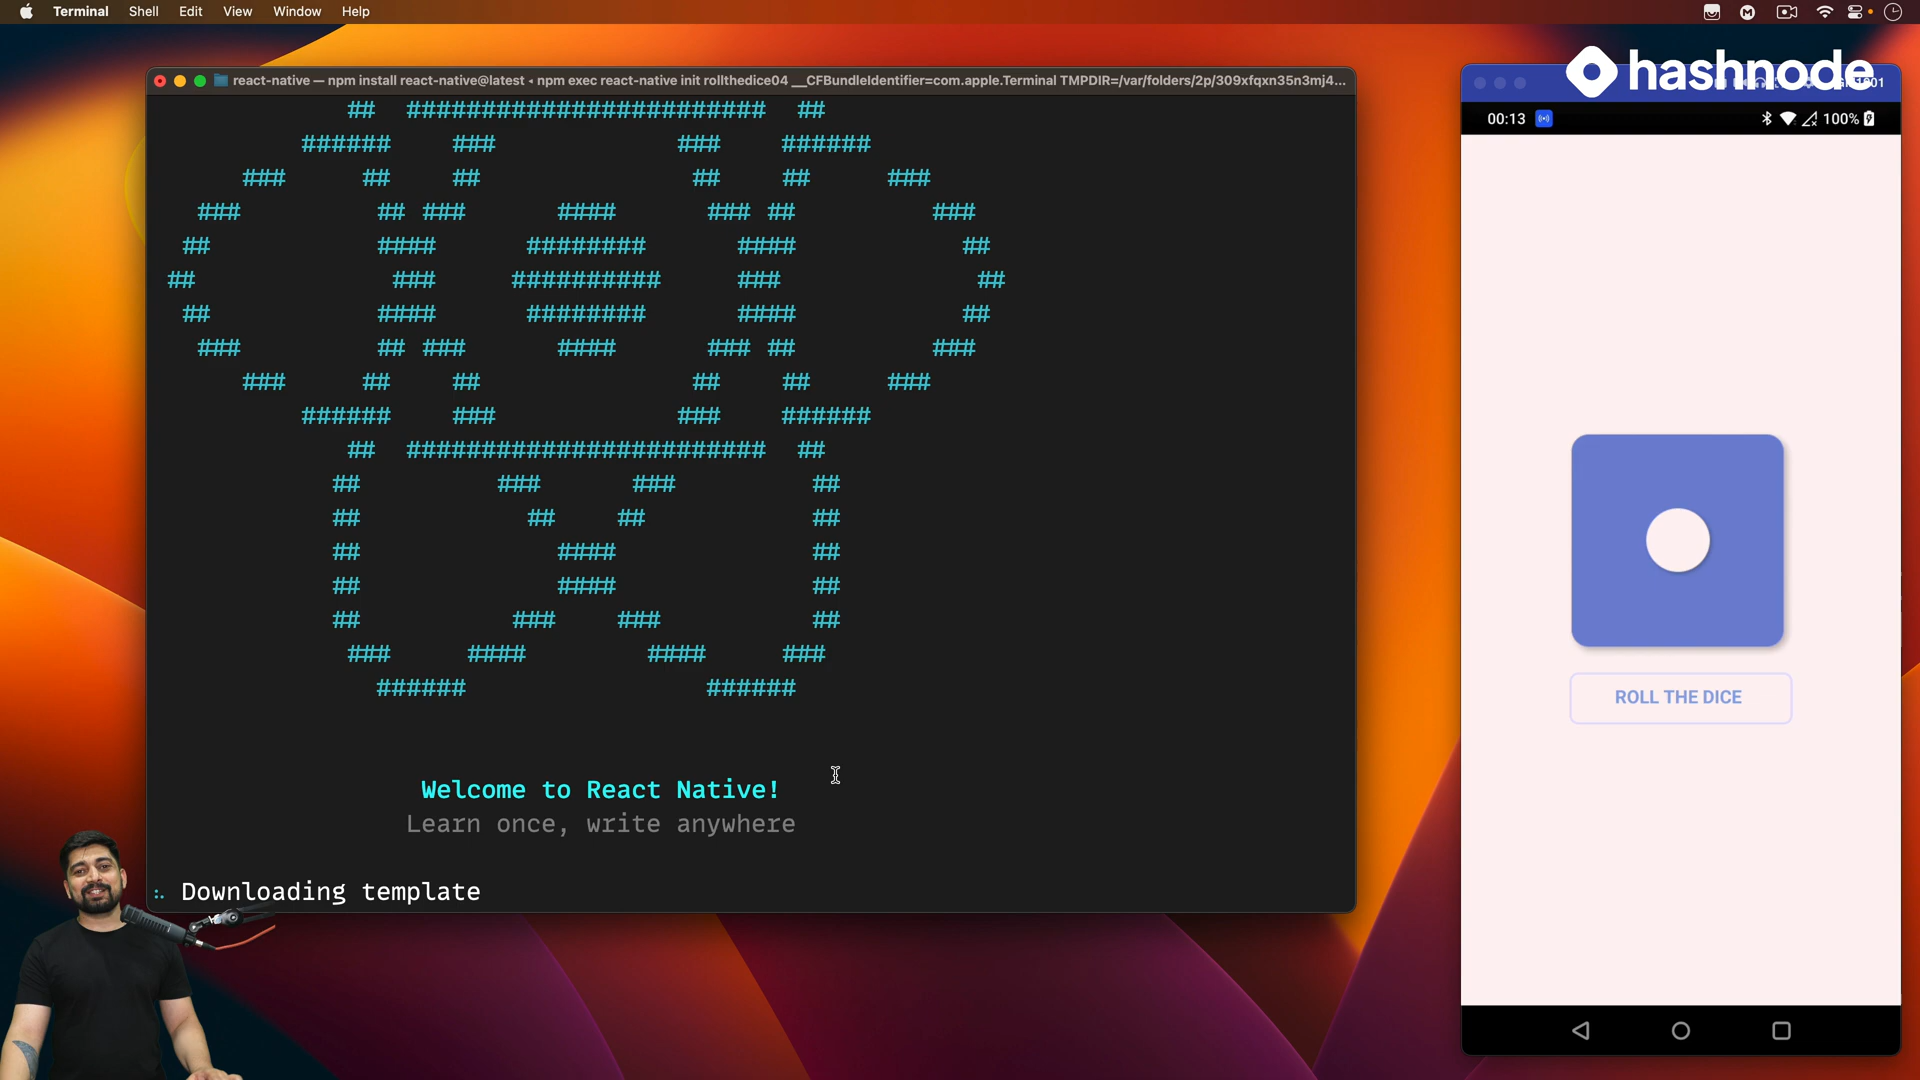 Terminal Shell Edit View Window Help
react-native — npm install react-native@latest ◂ npm exec react-native init rollthedice04 __CFBundleIdentifier=com.apple.Terminal TMPDIR=/var/folders/2p/309xfqxn35n3mj4...
hashnode
00:13 100%
## ######################## ##
###### ### ### ######
### ## ## ## ## ###
### ## ### #### ### ## ###
## #### ######## #### ##
## ### ########## ### ##
## #### ######## #### ##
### ## ### #### ### ## ###
### ## ## ## ## ###
###### ### ### ######
## ######################## ##
## ### ### ##
## ## ## ##
## #### ##
## #### ##
## ### ### ##
### #### #### ###
###### ######
ROLL THE DICE
Welcome to React Native!
Learn once, write anywhere
Downloading template